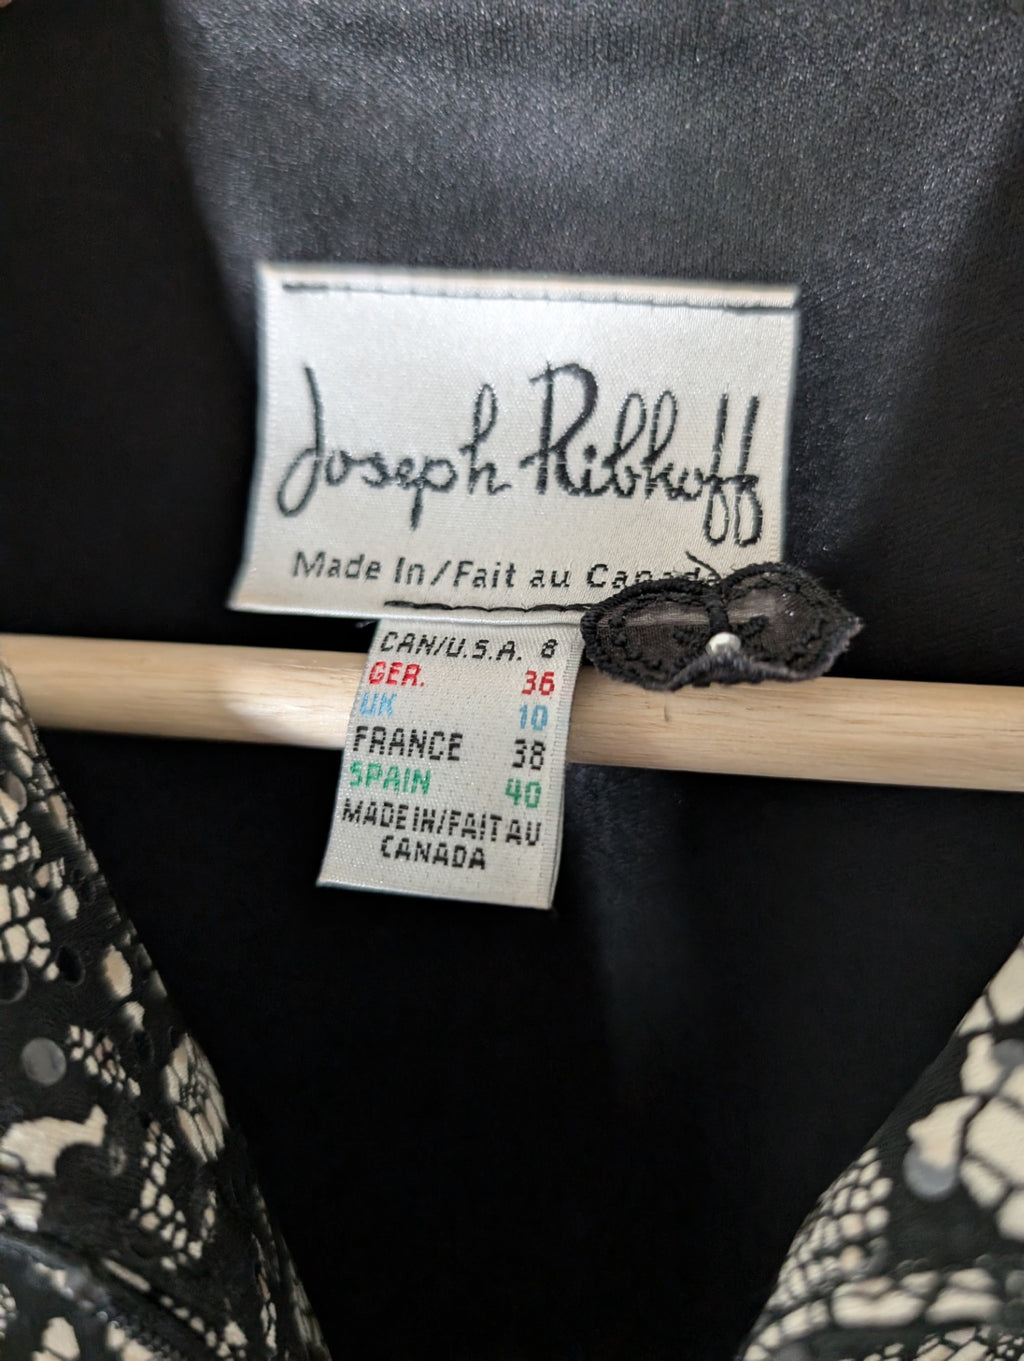 Joseph Ribkoff
Made In/Fait au Canada
CAN/U.S.A. 8
GER. 36
UK 10
FRANCE 38
SPAIN 40
MADE IN/FAIT AU
CANADA